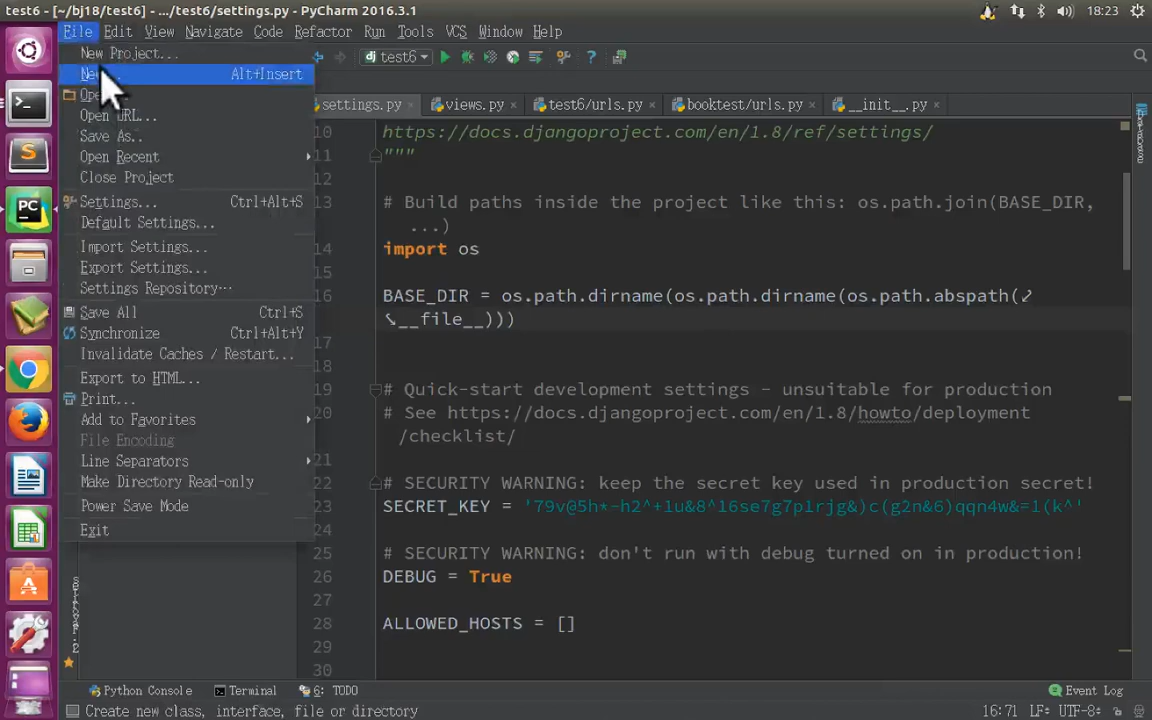 test6 - [~/bj18/test6] - .../test6/settings.py - PyCharm 2016.3.1
18:23
File Edit View Navigate Code Refactor Run Tools VCS Window Help
New Project...
Alt+Insert
Open URL...
Save As..
Open Recent
Close Project
Settings... Ctrl+Alt+S
Default Settings...
Import Settings...
Export Settings...
Settings Repository...
Save All Ctrl+S
Synchronize Ctrl+Alt+Y
Invalidate Caches / Restart...
Export to HTML...
Print...
Add to Favorites
File Encoding
Line Separators
Make Directory Read-only
Power Save Mode
Exit
dj test6
settings.py views.py test6/urls.py booktest/urls.py __init__.py
10 https://docs.djangoproject.com/en/1.8/ref/settings/
11 """
12
13 # Build paths inside the project like this: os.path.join(BASE_DIR,
...)
14 import os
15
16 BASE_DIR = os.path.dirname(os.path.dirname(os.path.abspath(
__file__)))
17
18
19 # Quick-start development settings - unsuitable for production
20 # See https://docs.djangoproject.com/en/1.8/howto/deployment
/checklist/
21
22 # SECURITY WARNING: keep the secret key used in production secret!
23 SECRET_KEY =
24
25 # SECURITY WARNING: don't run with debug turned on in production!
26 DEBUG = True
27
28 ALLOWED_HOSTS = []
29
30
Python Console Terminal 6: TODO Event Log
Create new class, interface, file or directory 16:71 LF UTF-8